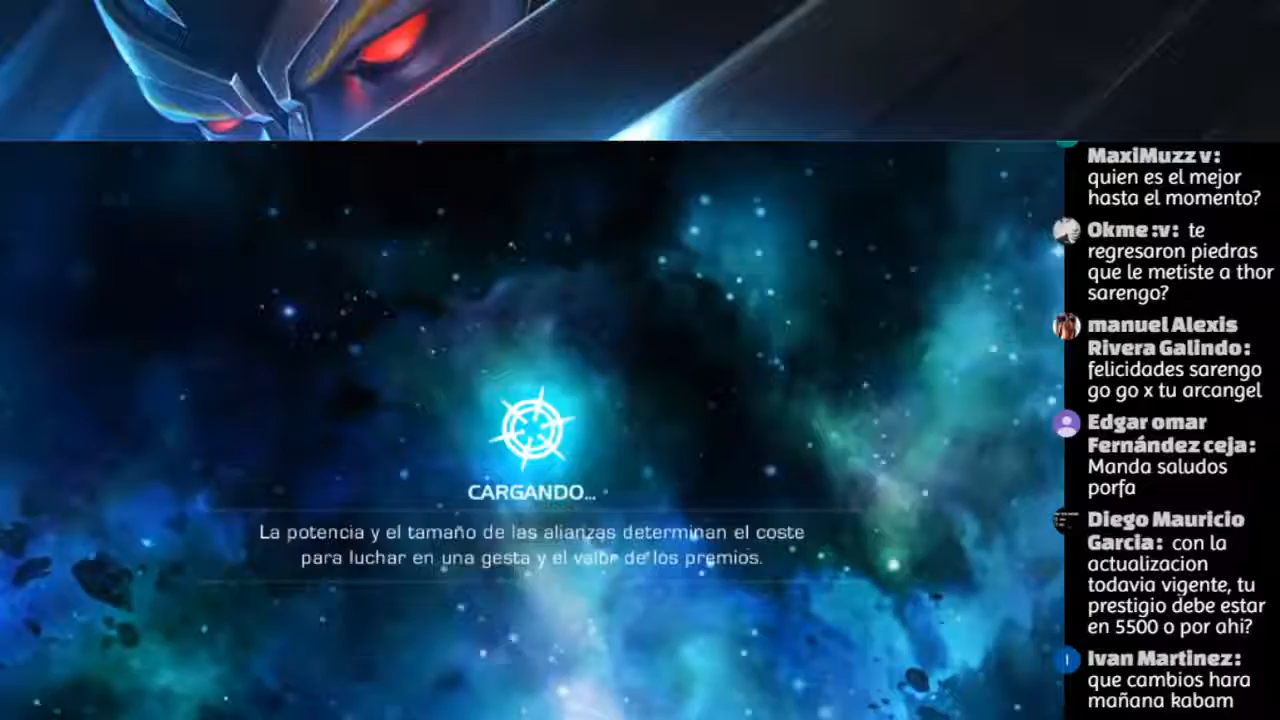 CARGANDO...
La potencia y el tamaño de las alianzas determinan el coste
para luchar en una gesta y el valor de los premios.
MaxiMuzz v:
quien es el mejor
hasta el momento?
Okme :v: te
regresaron piedras
que le metiste a thor
sarengo?
manuel Alexis
Rivera Galindo:
felicidades sarengo
go go x tu arcangel
Edgar omar
Fernández ceja:
Manda saludos
porfa
Diego Mauricio
Garcia: con la
actualizacion
todavia vigente, tu
prestigio debe estar
en 5500 o por ahi?
I
Ivan Martinez:
que cambios hara
mañana kabam